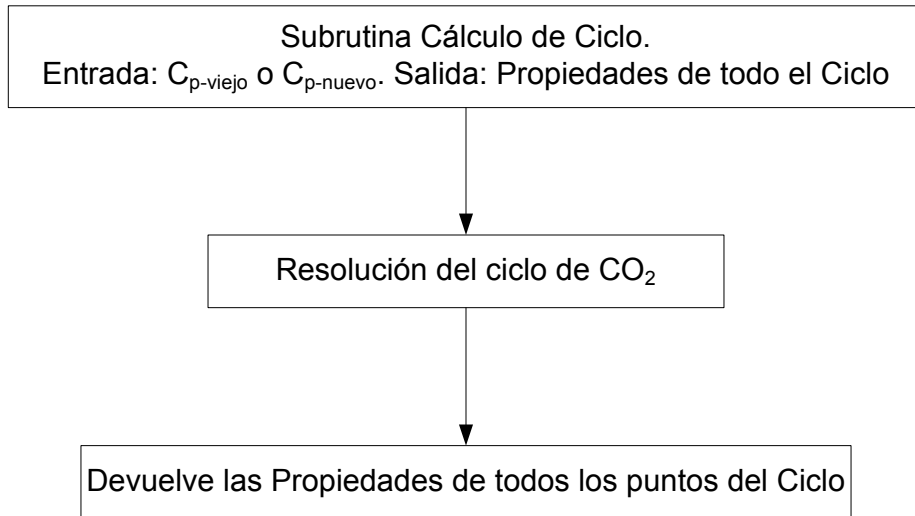 Subrutina Cálculo de Ciclo.
Entrada: Cp-viejo o Cp-nuevo. Salida: Propiedades de todo el Ciclo
Resolución del ciclo de CO2
Devuelve las Propiedades de todos los puntos del Ciclo